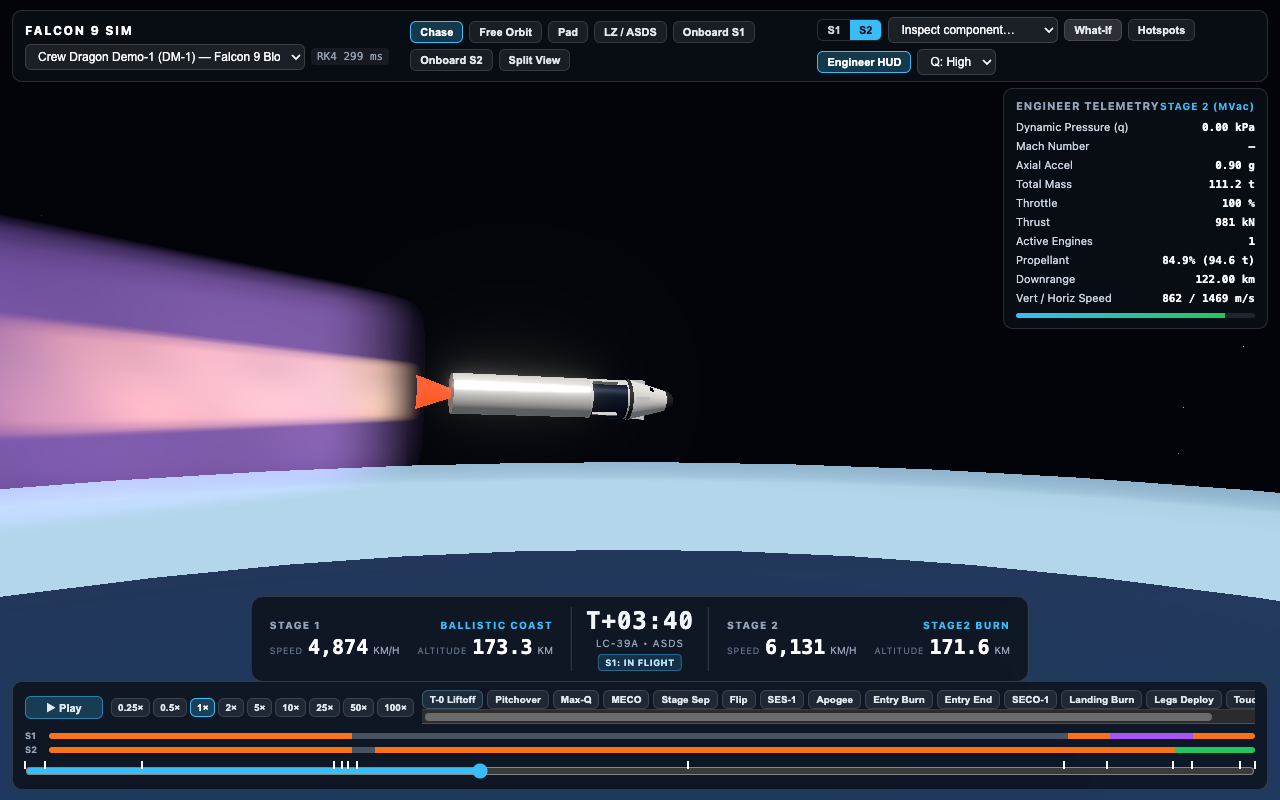 FALCON 9 SIM
Crew Dragon Demo-1 (DM-1) — Falcon 9 Blo
RK4 299 ms
Chase
Free Orbit
Pad
LZ / ASDS
Onboard S1
Onboard S2
Split View
S1
S2
Inspect component...
What-If
Hotspots
Engineer HUD
Q: High
ENGINEER TELEMETRY STAGE 2 (MVac)
Dynamic Pressure (q) 0.00 kPa
Mach Number —
Axial Accel 0.90 g
Total Mass 111.2 t
Throttle 100 %
Thrust 981 kN
Active Engines 1
Propellant 84.9% (94.6 t)
Downrange 122.00 km
Vert / Horiz Speed 862 / 1469 m/s
STAGE 1 BALLISTIC COAST
SPEED 4,874 KM/H ALTITUDE 173.3 KM
T+03:40
LC-39A • ASDS
S1: IN FLIGHT
STAGE 2 STAGE2 BURN
SPEED 6,131 KM/H ALTITUDE 171.6 KM
▶ Play
0.25× 0.5× 1× 2× 5× 10× 25× 50× 100×
T-0 Liftoff Pitchover Max-Q MECO Stage Sep Flip SES-1 Apogee Entry Burn Entry End SECO-1 Landing Burn Legs Deploy Touc
S1
S2